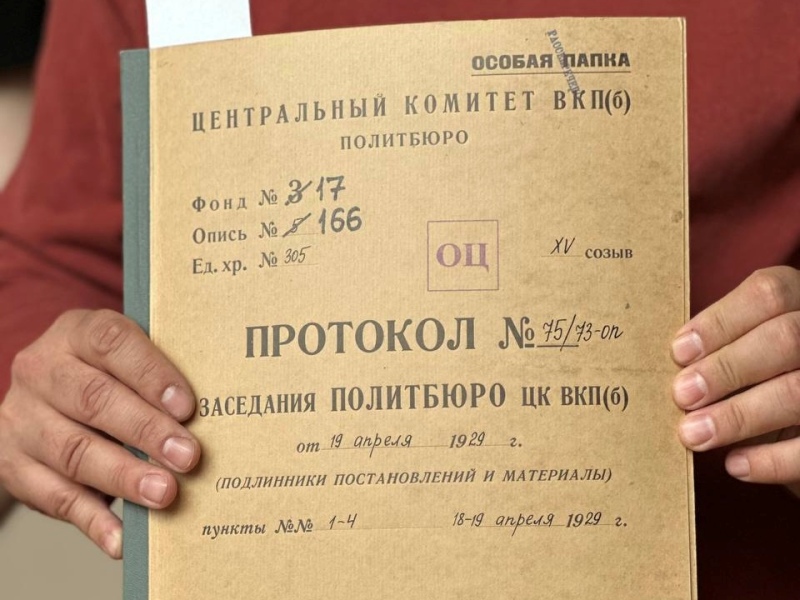 ОСОБАЯ ПАПКА
ЦЕНТРАЛЬНЫЙ КОМИТЕТ ВКП(б)
ПОЛИТБЮРО
Фонд № 3 17
Опись № 5 166
Ед. хр. № 305
ОЦ
XV созыв
ПРОТОКОЛ № 75/73-оп
ЗАСЕДАНИЯ ПОЛИТБЮРО ЦК ВКП(б)
от 19 апреля 1929 г.
(ПОДЛИННИКИ ПОСТАНОВЛЕНИЙ И МАТЕРИАЛЫ)
пункты №№ 1-4 18-19 апреля 1929 г.